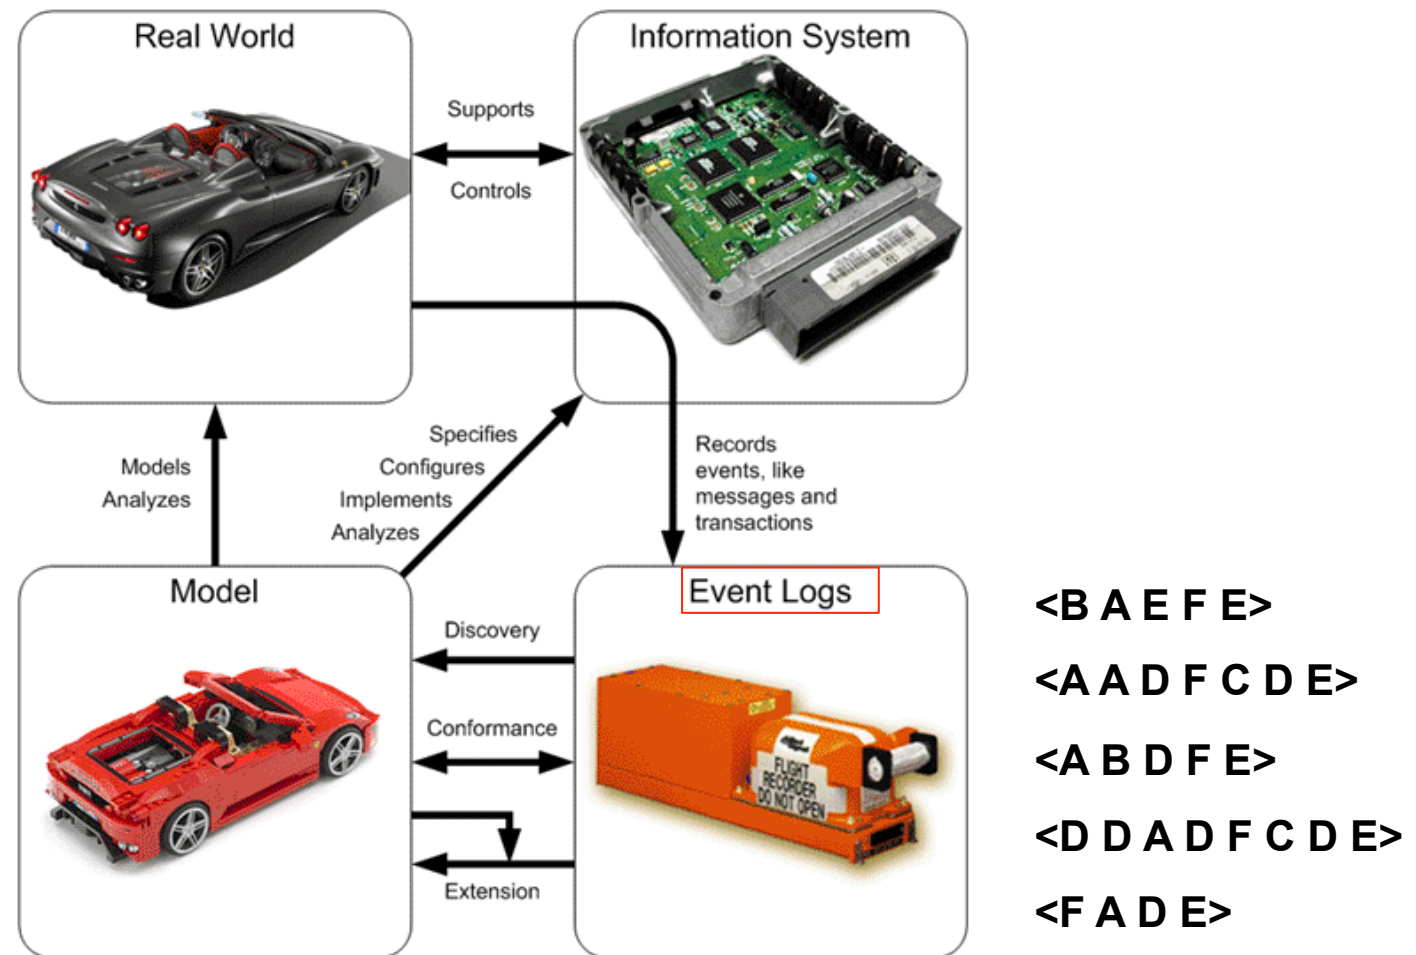 Real World
Information System
Supports
Controls
Models
Analyzes
Specifies
Configures
Implements
Analyzes
Records
events, like
messages and
transactions
Model
Event Logs
Discovery
Conformance
Extension
FLIGHT
RECORDER
DO NOT OPEN
<B A E F E>
<A A D F C D E>
<A B D F E>
<D D A D F C D E>
<F A D E>